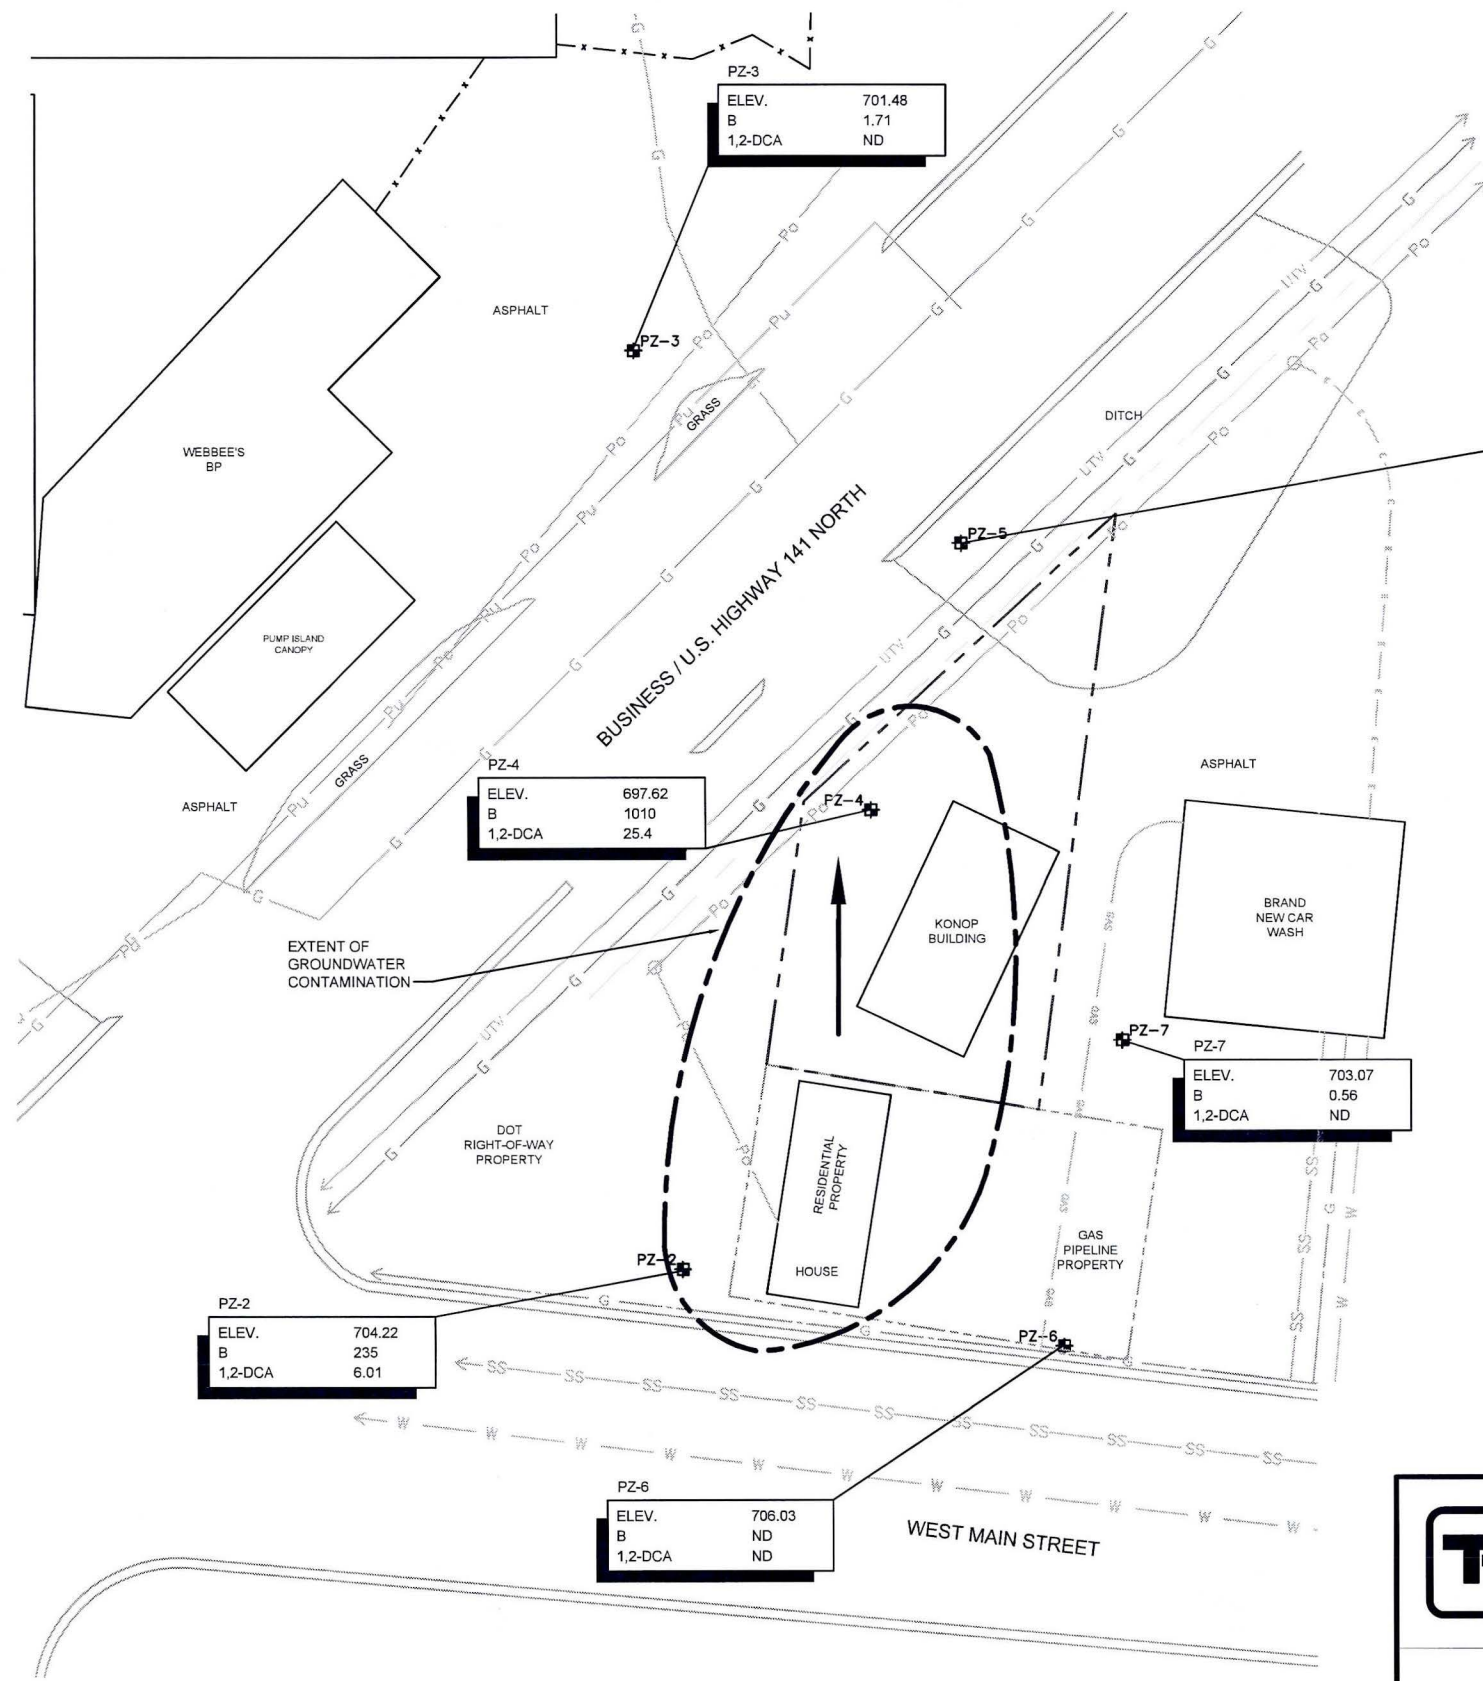 PZ-3
ELEV. 701.48
B 1.71
1,2-DCA ND
ASPHALT
PZ-3
GRASS
DITCH
WEBBEE'S
BP
PZ-5
BUSINESS / U.S. HIGHWAY 141 NORTH
PUMP ISLAND
CANOPY
GRASS
ASPHALT
ASPHALT
PZ-4
ELEV. 697.62
B 1010
1,2-DCA 25.4
PZ-4
KONOP
BUILDING
BRAND
NEW CAR
WASH
EXTENT OF
GROUNDWATER
CONTAMINATION
PZ-7
PZ-7
ELEV. 703.07
B 0.56
1,2-DCA ND
DOT
RIGHT-OF-WAY
PROPERTY
RESIDENTIAL
PROPERTY
HOUSE
GAS
PIPELINE
PROPERTY
PZ-2
PZ-2
ELEV. 704.22
B 235
1,2-DCA 6.01
PZ-6
PZ-6
ELEV. 706.03
B ND
1,2-DCA ND
WEST MAIN STREET